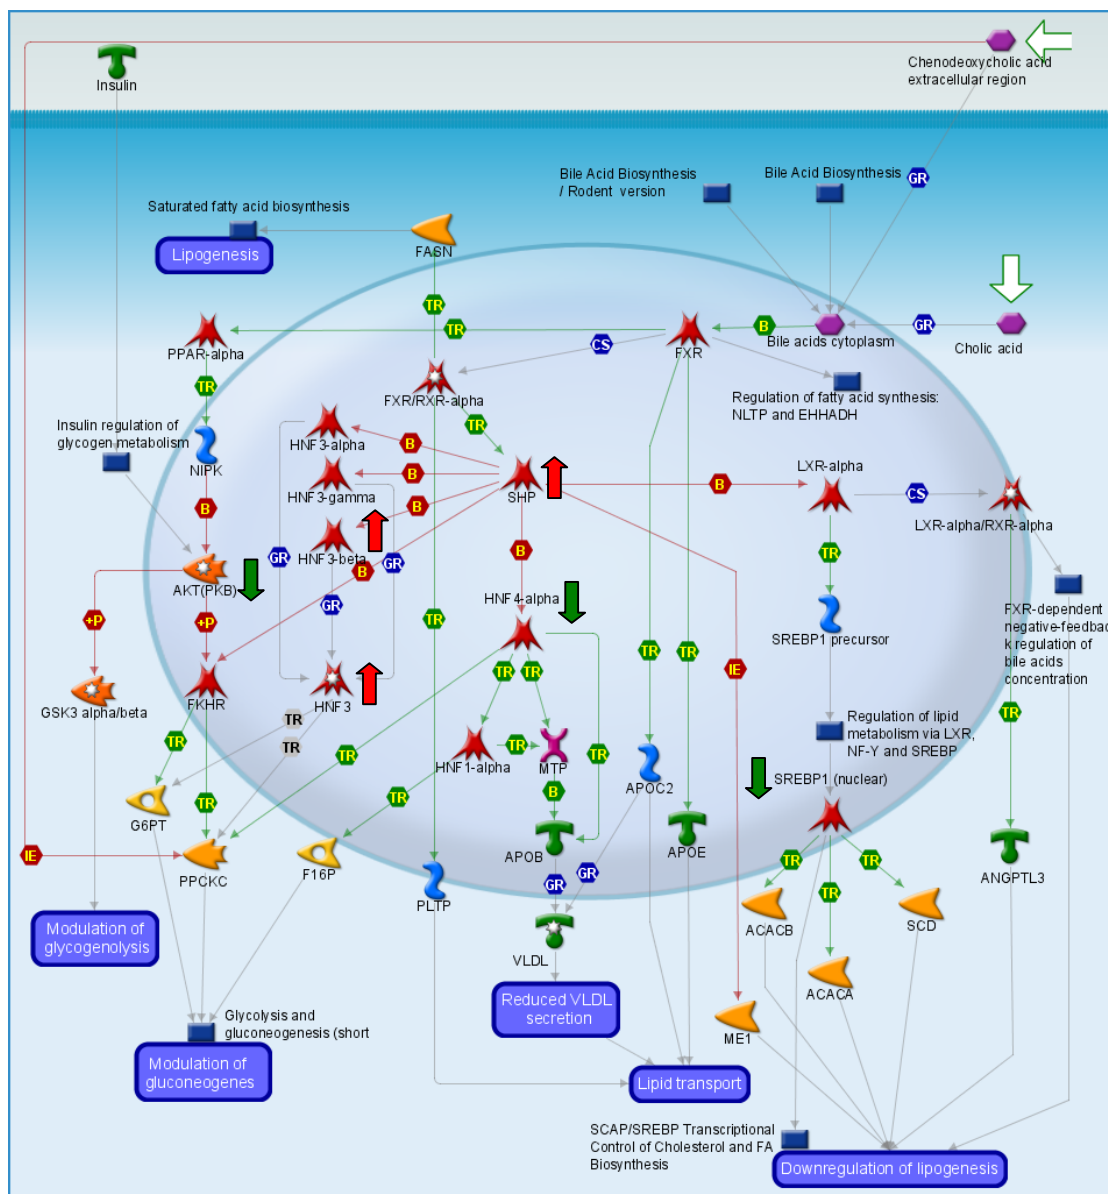 Insulin
Chenodeoxycholic acid
extracellular region
GR
Bile Acid Biosynthesis
/ Rodent version
Bile Acid Biosynthesis
Saturated fatty acid biosynthesis
FASN
Lipogenesis
TR
TR
B
GR
PPAR-alpha
FXR
Bile acids cytoplasm
Cholic acid
CS
TR
FXR/RXR-alpha
Regulation of fatty acid synthesis:
NLTP and EHHADH
TR
Insulin regulation of
glycogen metabolism
HNF3-alpha
B
NIPK
LXR-alpha
B
HNF3-gamma
SHP
B
CS
B
B
LXR-alpha/RXR-alpha
HNF3-beta
GR
GR
B
B
TR
AKT(PKB)
HNF4-alpha
GR
TR
TR
TR
FXR-dependent
negative-feedbac
k regulation of
bile acids
concentration
+P
+P
SREBP1 precursor
IE
TR
TR
GSK3 alpha/beta
FKHR
HNF3
TR
TR
TR
TR
TR
TR
TR
HNF1-alpha
TR
MTP
APOC2
Regulation of lipid
metabolism via LXR,
NF-Y and SREBP
SREBP1 (nuclear)
TR
TR
B
G6PT
IE
PPCKC
F16P
APOB
APOE
ANGPTL3
TR
TR
TR
PLTP
GR
GR
ACACB
SCD
Modulation of
glycogenolysis
VLDL
ACACA
Reduced VLDL
secretion
ME1
Glycolysis and
gluconeogenesis (short
Modulation of
gluconeogenes
Lipid transport
SCAP/SREBP Transcriptional
Control of Cholesterol and FA
Biosynthesis
Downregulation of lipogenesis